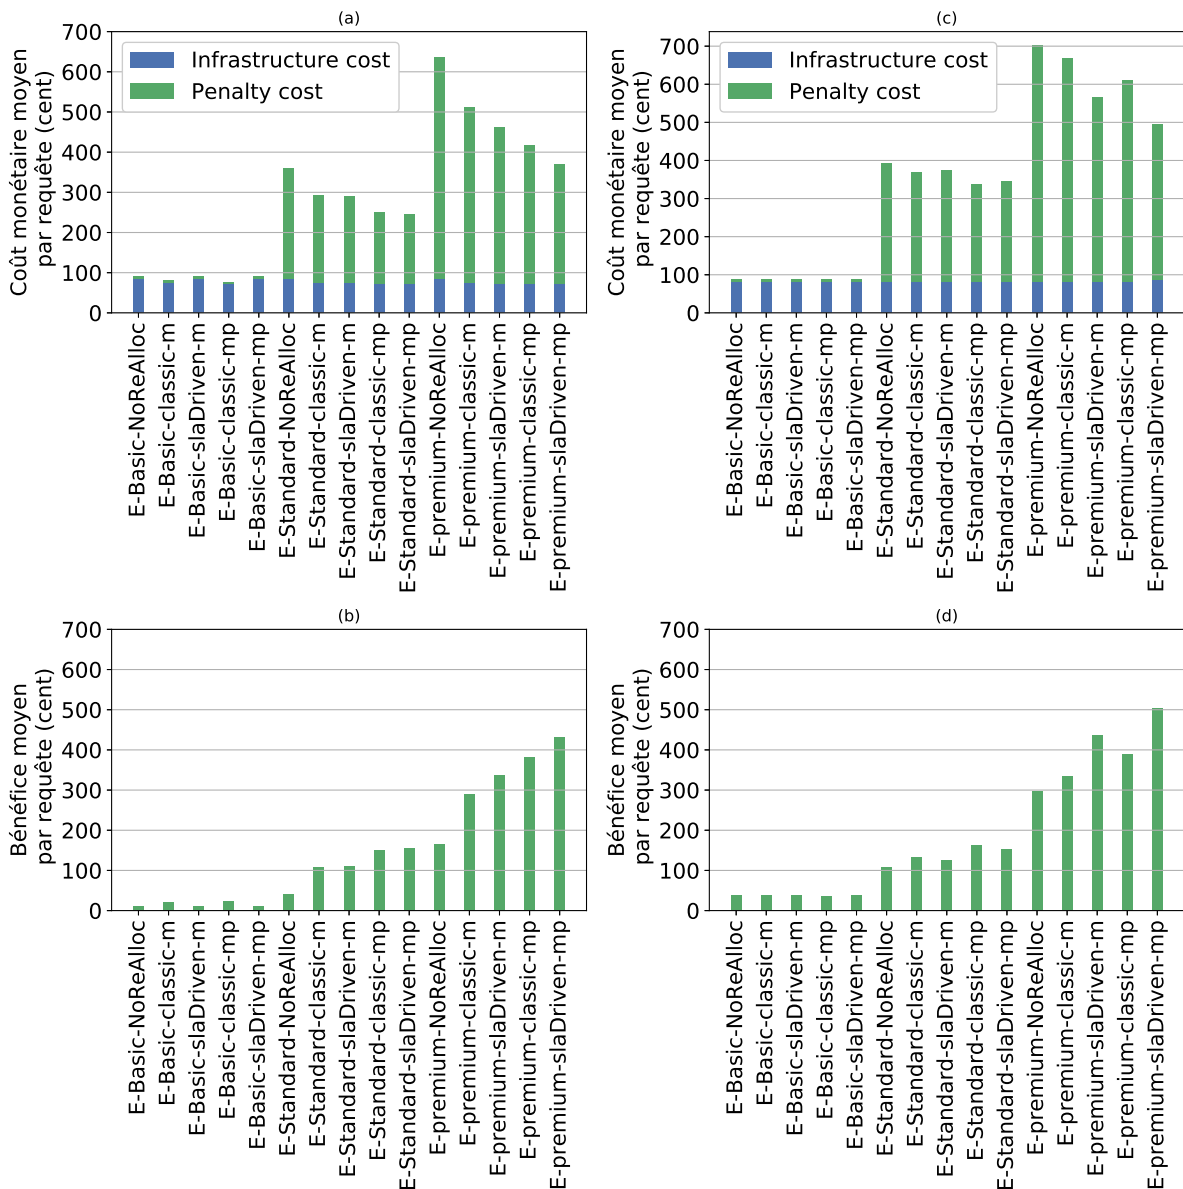 (a)
Coût monétaire moyen
par requête (cent)
700
600
500
400
300
200
100
0
Infrastructure cost
Penalty cost
E-Basic-NoReAlloc
E-Basic-classic-m
E-Basic-slaDriven-m
E-Basic-classic-mp
E-Basic-slaDriven-mp
E-Standard-NoReAlloc
E-Standard-classic-m
E-Standard-slaDriven-m
E-Standard-classic-mp
E-Standard-slaDriven-mp
E-premium-NoReAlloc
E-premium-classic-m
E-premium-slaDriven-m
E-premium-classic-mp
E-premium-slaDriven-mp
(c)
Coût monétaire moyen
par requête (cent)
700
600
500
400
300
200
100
0
Infrastructure cost
Penalty cost
E-Basic-NoReAlloc
E-Basic-classic-m
E-Basic-slaDriven-m
E-Basic-classic-mp
E-Basic-slaDriven-mp
E-Standard-NoReAlloc
E-Standard-classic-m
E-Standard-slaDriven-m
E-Standard-classic-mp
E-Standard-slaDriven-mp
E-premium-NoReAlloc
E-premium-classic-m
E-premium-slaDriven-m
E-premium-classic-mp
E-premium-slaDriven-mp
(b)
Bénéfice moyen
par requête (cent)
700
600
500
400
300
200
100
0
E-Basic-NoReAlloc
E-Basic-classic-m
E-Basic-slaDriven-m
E-Basic-classic-mp
E-Basic-slaDriven-mp
E-Standard-NoReAlloc
E-Standard-classic-m
E-Standard-slaDriven-m
E-Standard-classic-mp
E-Standard-slaDriven-mp
E-premium-NoReAlloc
E-premium-classic-m
E-premium-slaDriven-m
E-premium-classic-mp
E-premium-slaDriven-mp
(d)
Bénéfice moyen
par requête (cent)
700
600
500
400
300
200
100
0
E-Basic-NoReAlloc
E-Basic-classic-m
E-Basic-slaDriven-m
E-Basic-classic-mp
E-Basic-slaDriven-mp
E-Standard-NoReAlloc
E-Standard-classic-m
E-Standard-slaDriven-m
E-Standard-classic-mp
E-Standard-slaDriven-mp
E-premium-NoReAlloc
E-premium-classic-m
E-premium-slaDriven-m
E-premium-classic-mp
E-premium-slaDriven-mp